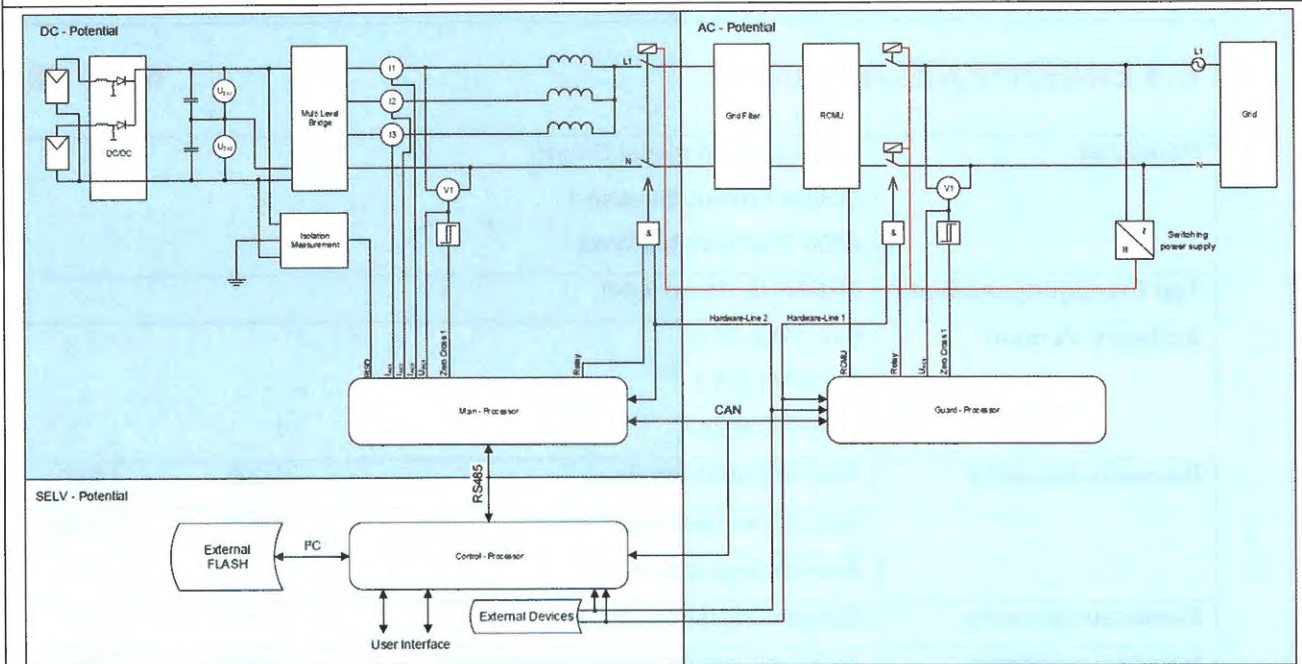 DC - Potential
AC - Potential
L1
L1
I1
I2
I3
Multi Level
Bridge
Grid Filter
RCMU
Grid
DC/DC
N
N
V1
V1
&
&
Isolation
Measurement
Switching
power supply
Hardware-Line 2
Hardware-Line 1
RISO
Zero Cross 1
Relay
RCMU
Relay
Zero Cross 1
Main - Processor
CAN
Guard - Processor
RS485
SELV - Potential
External
FLASH
I²C
Control - Processor
External Devices
User Interface